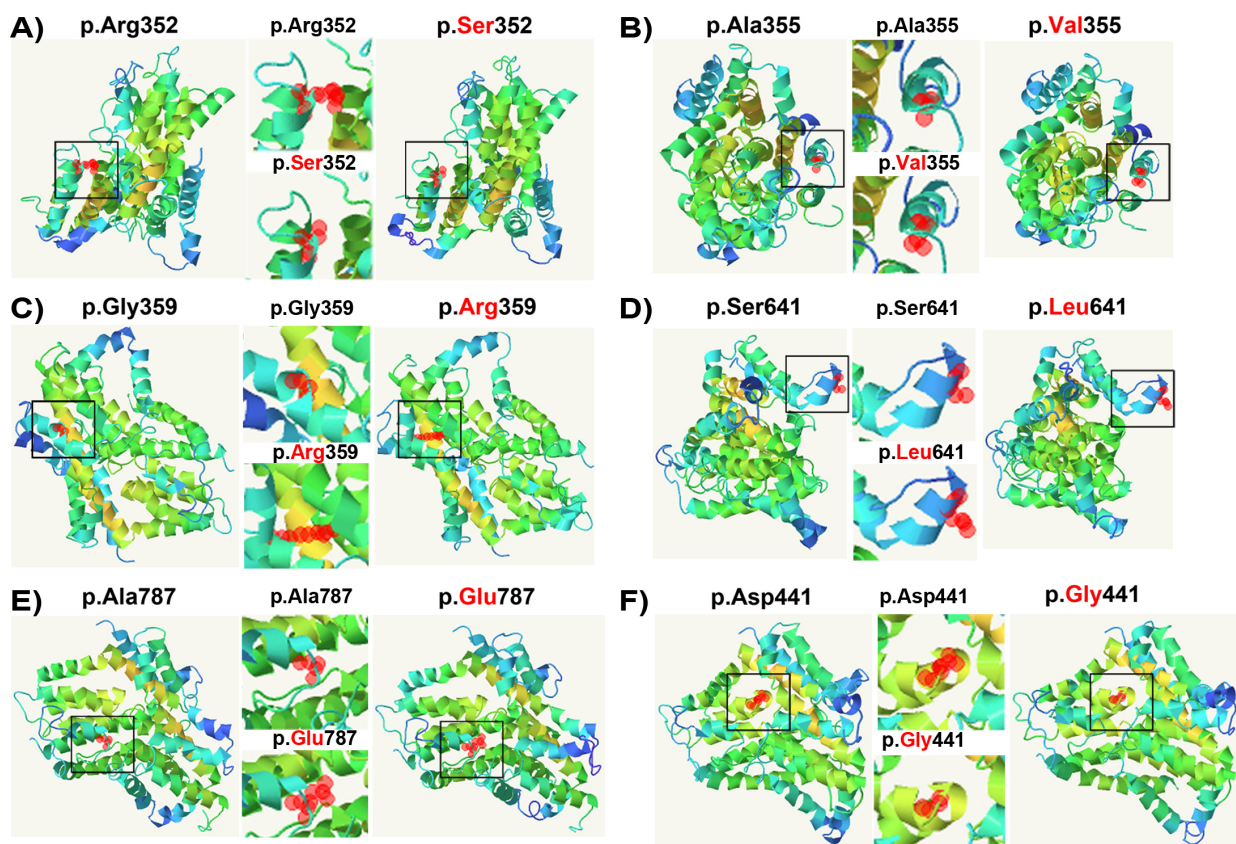 A)
p.Arg352
p.Arg352
p.Ser352
p.Ser352
B)
p.Ala355
p.Ala355
p.Val355
p.Val355
C)
p.Gly359
p.Gly359
p.Arg359
p.Arg359
D)
p.Ser641
p.Ser641
p.Leu641
p.Leu641
E)
p.Ala787
p.Ala787
p.Glu787
p.Glu787
F)
p.Asp441
p.Asp441
p.Gly441
p.Gly441